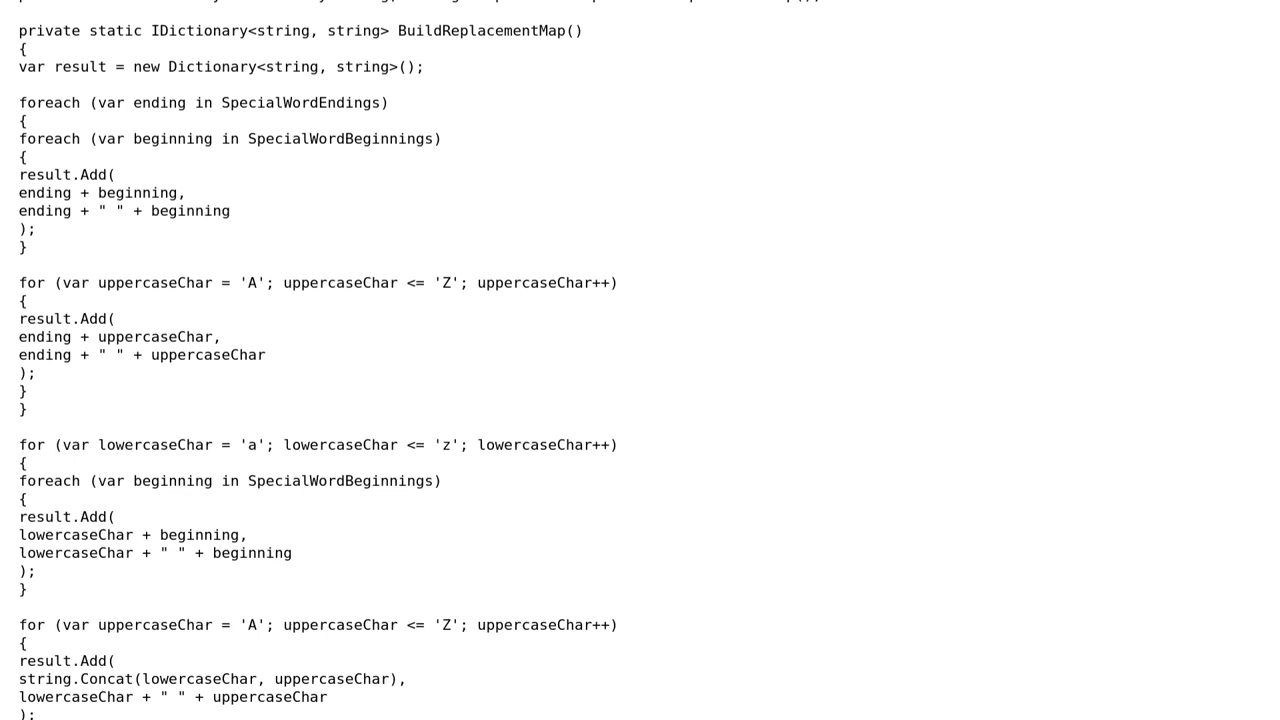 private static IDictionary<string, string> BuildReplacementMap()
{
var result = new Dictionary<string, string>();

foreach (var ending in SpecialWordEndings)
{
foreach (var beginning in SpecialWordBeginnings)
{
result.Add(
ending + beginning,
ending + " " + beginning
);
}

for (var uppercaseChar = 'A'; uppercaseChar <= 'Z'; uppercaseChar++)
{
result.Add(
ending + uppercaseChar,
ending + " " + uppercaseChar
);
}
}

for (var lowercaseChar = 'a'; lowercaseChar <= 'z'; lowercaseChar++)
{
foreach (var beginning in SpecialWordBeginnings)
{
result.Add(
lowercaseChar + beginning,
lowercaseChar + " " + beginning
);
}

for (var uppercaseChar = 'A'; uppercaseChar <= 'Z'; uppercaseChar++)
{
result.Add(
string.Concat(lowercaseChar, uppercaseChar),
lowercaseChar + " " + uppercaseChar
);